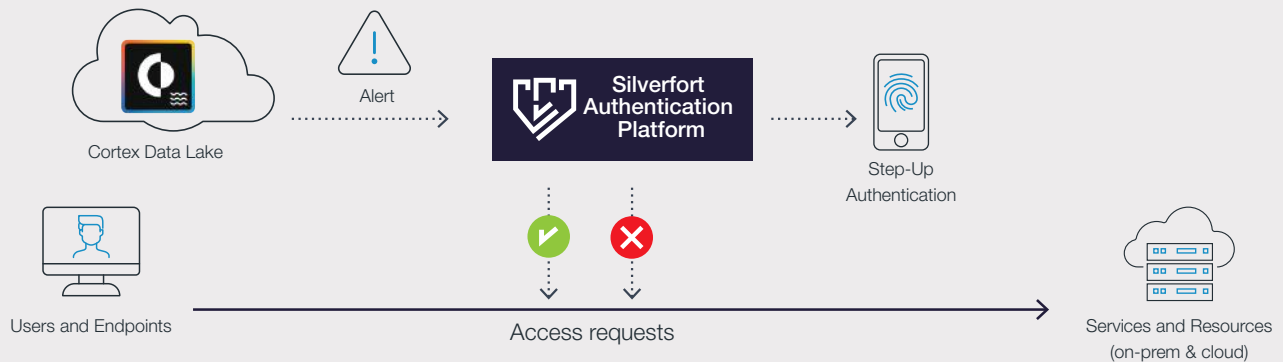 Alert
Cortex Data Lake
Silverfort
Authentication
Platform
Step-Up
Authentication
Users and Endpoints
Access requests
Services and Resources
(on-prem & cloud)